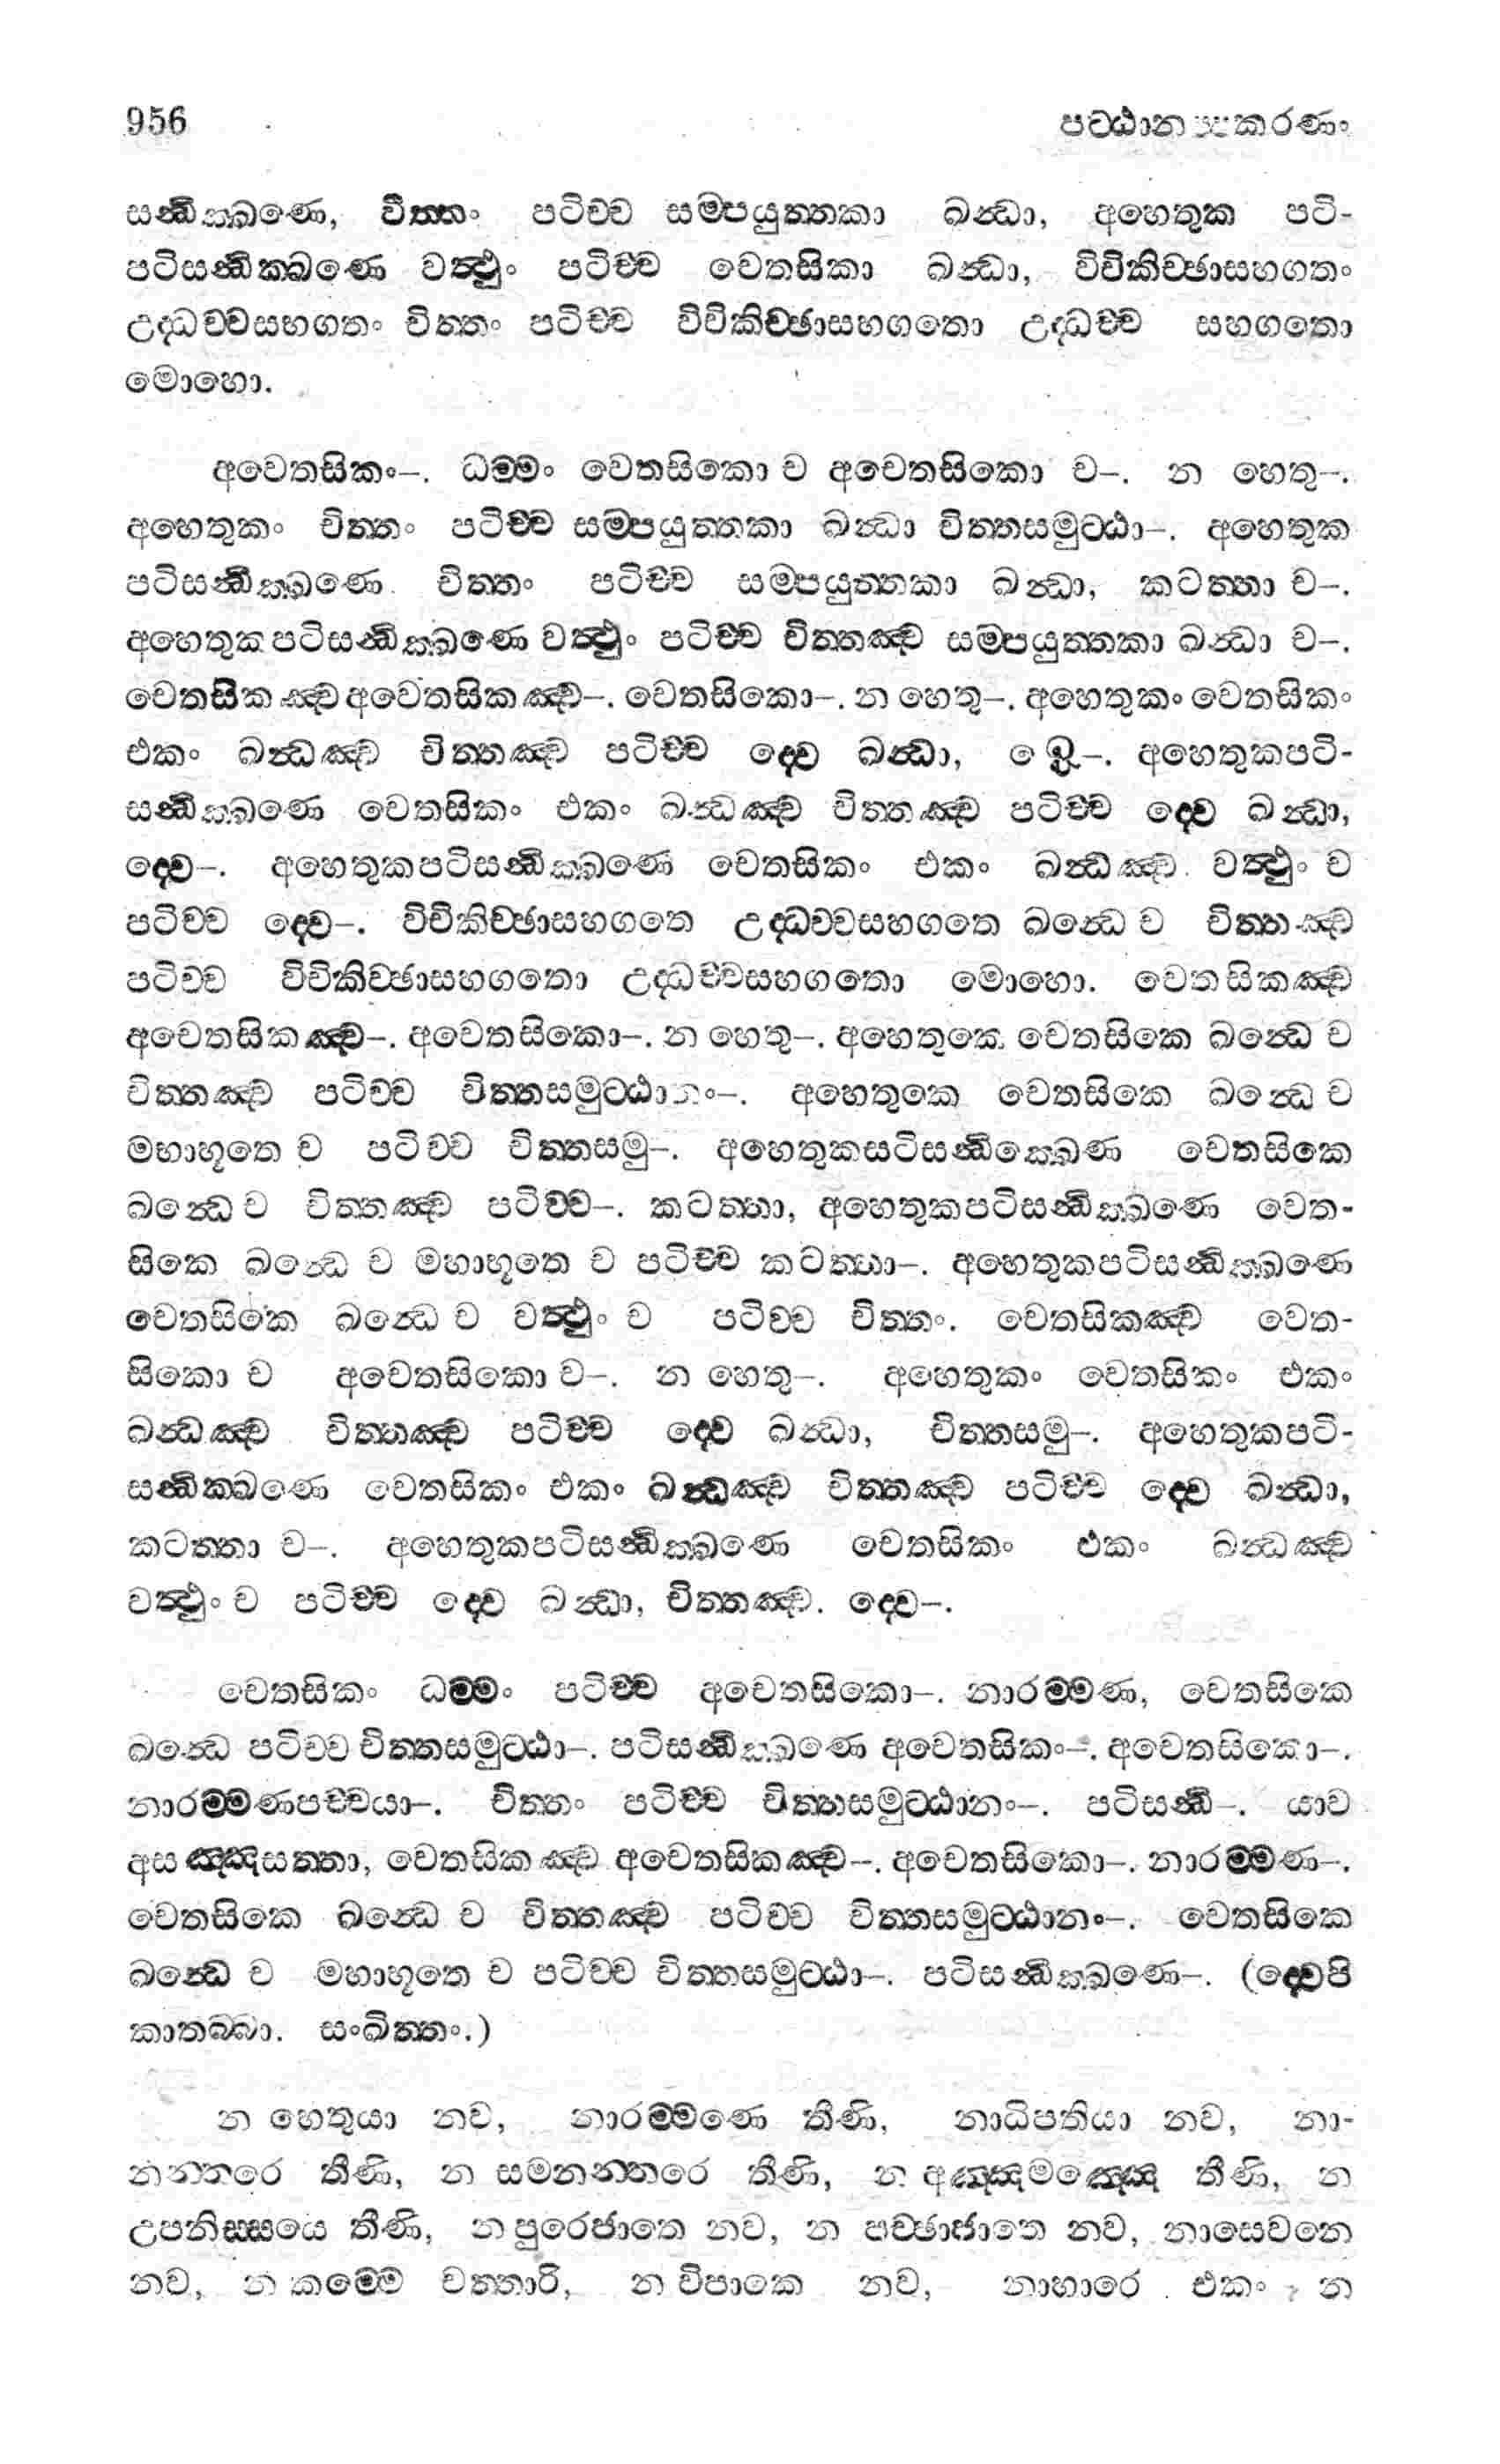 956 පට්ඨානප්පකරණං
සන්ධික්ඛණෙ, චිත්තං පටිච්ච සම්පයුත්තකා ඛන්ධා, අහෙතුක පටි-
පටිසන්ධික්ඛණෙ වත්ථුං පටිච්ච චෙතසිකා ඛන්ධා, විචිකිච්ඡාසහගතං
උද්ධච්චසහගතං චිත්තං පටිච්ච විචිකිච්ඡාසහගතො උද්ධච්ච සහගතො
මොහො.
අචෙතසිකං–. ධම්මං චෙතසිකො ච අචෙතසිකො ච–. න හෙතු–.
අහෙතුකං චිත්තං පටිච්ච සම්පයුත්තකා ඛන්ධා චිත්තසමුට්ඨා–. අහෙතුක
පටිසන්ධික්ඛණෙ චිත්තං පටිච්ච සම්පයුත්තකා ඛන්ධා, කටත්තා ච–.
අහෙතුක පටිසන්ධික්ඛණෙ වත්ථුං පටිච්ච චිත්තඤ්ච සම්පයුත්තකා ඛන්ධා ච–.
චෙතසිකඤ්ච අචෙතසිකඤ්ච–. චෙතසිකො–. න හෙතු–. අහෙතුකං චෙතසිකං
එකං ඛන්ධඤ්ච චිත්තඤ්ච පටිච්ච ද්වෙ ඛන්ධා, ද්වෙ–. අහෙතුකපටි-
සන්ධික්ඛණෙ චෙතසිකං එකං ඛන්ධඤ්ච චිත්තඤ්ච පටිච්ච ද්වෙ ඛන්ධා,
ද්වෙ–. අහෙතුකපටිසන්ධික්ඛණෙ චෙතසිකං එකං ඛන්ධඤ්ච වත්ථුං ච
පටිච්ච ද්වෙ–. විචිකිච්ඡාසහගතෙ උද්ධච්චසහගතෙ ඛන්ධෙ ච චිත්තඤ්ච
පටිච්ච විචිකිච්ඡාසහගතො උද්ධච්චසහගතො මොහො. චෙතසිකඤ්ච
අචෙතසිකඤ්ච–. අචෙතසිකො–. න හෙතු–. අහෙතුකෙ චෙතසිකෙ ඛන්ධෙ ච
චිත්තඤ්ච පටිච්ච චිත්තසමුට්ඨානං–. අහෙතුකෙ චෙතසිකෙ ඛන්ධෙ ච
මහාභූතෙ ච පටිච්ච චිත්තසමු–. අහෙතුකසටිසන්ධික්ඛෙණ චෙතසිකෙ
ඛන්ධෙ ච චිත්තඤ්ච පටිච්ච–. කටත්තා, අහෙතුකපටිසන්ධික්ඛණෙ චෙත-
සිකෙ ඛන්ධෙ ච මහාභූතෙ ච පටිච්ච කටත්තා–. අහෙතුකපටිසන්ධික්ඛණෙ
චෙතසිකෙ ඛන්ධෙ ච වත්ථුං ච පටිච්ච චිත්තං. චෙතසිකඤ්ච චෙත-
සිකො ච අචෙතසිකො ච–. න හෙතු–. අහෙතුකං චෙතසිකං එකං
ඛන්ධඤ්ච චිත්තඤ්ච පටිච්ච ද්වෙ ඛන්ධා, චිත්තසමු–. අහෙතුකපටි-
සන්ධික්ඛණෙ චෙතසිකං එකං ඛන්ධඤ්ච චිත්තඤ්ච පටිච්ච ද්වෙ ඛන්ධා,
කටත්තා ච–. අහෙතුකපටිසන්ධික්ඛණෙ චෙතසිකං එකං ඛන්ධඤ්ච
වත්ථුං ච පටිච්ච ද්වෙ ඛන්ධා, චිත්තඤ්ච. ද්වෙ–.
චෙතසිකං ධම්මං පටිච්ච අචෙතසිකො–. නාරම්මණ, චෙතසිකෙ
ඛන්ධෙ පටිච්ච චිත්තසමුට්ඨා–. පටිසන්ධික්ඛණෙ අචෙතසිකං–. අචෙතසිකො–.
නාරම්මණපච්චයා–. චිත්තං පටිච්ච චිත්තසමුට්ඨානං–. පටිසන්ධි–. යාව
අසඤ්ඤසත්තා, චෙතසිකඤ්ච අචෙතසිකඤ්ච–. අචෙතසිකො–. නාරම්මණ–.
චෙතසිකෙ ඛන්ධෙ ච චිත්තඤ්ච පටිච්ච චිත්තසමුට්ඨානං–. චෙතසිකෙ
ඛන්ධෙ ච මහාභූතෙ ච පටිච්ච චිත්තසමුට්ඨා–. පටිසන්ධික්ඛණෙ–. (ද්වෙපි
කාතබ්බා. සංඛිත්තං.)
න හෙතුයා නව, නාරම්මණෙ තීණි, නාධිපතියා නව, නා-
නන්තරෙ තීණි, න සමනන්තරෙ තීණි, න අඤ්ඤමඤ්ඤෙ තීණි, න
උපනිස්සයෙ තීණි, න පුරෙජාතෙ නව, න පච්ඡාජාතෙ නව, නාසෙවනෙ
නව, න කම්මෙ චත්තාරි, න විපාකෙ නව, නාහාරෙ එකං, න